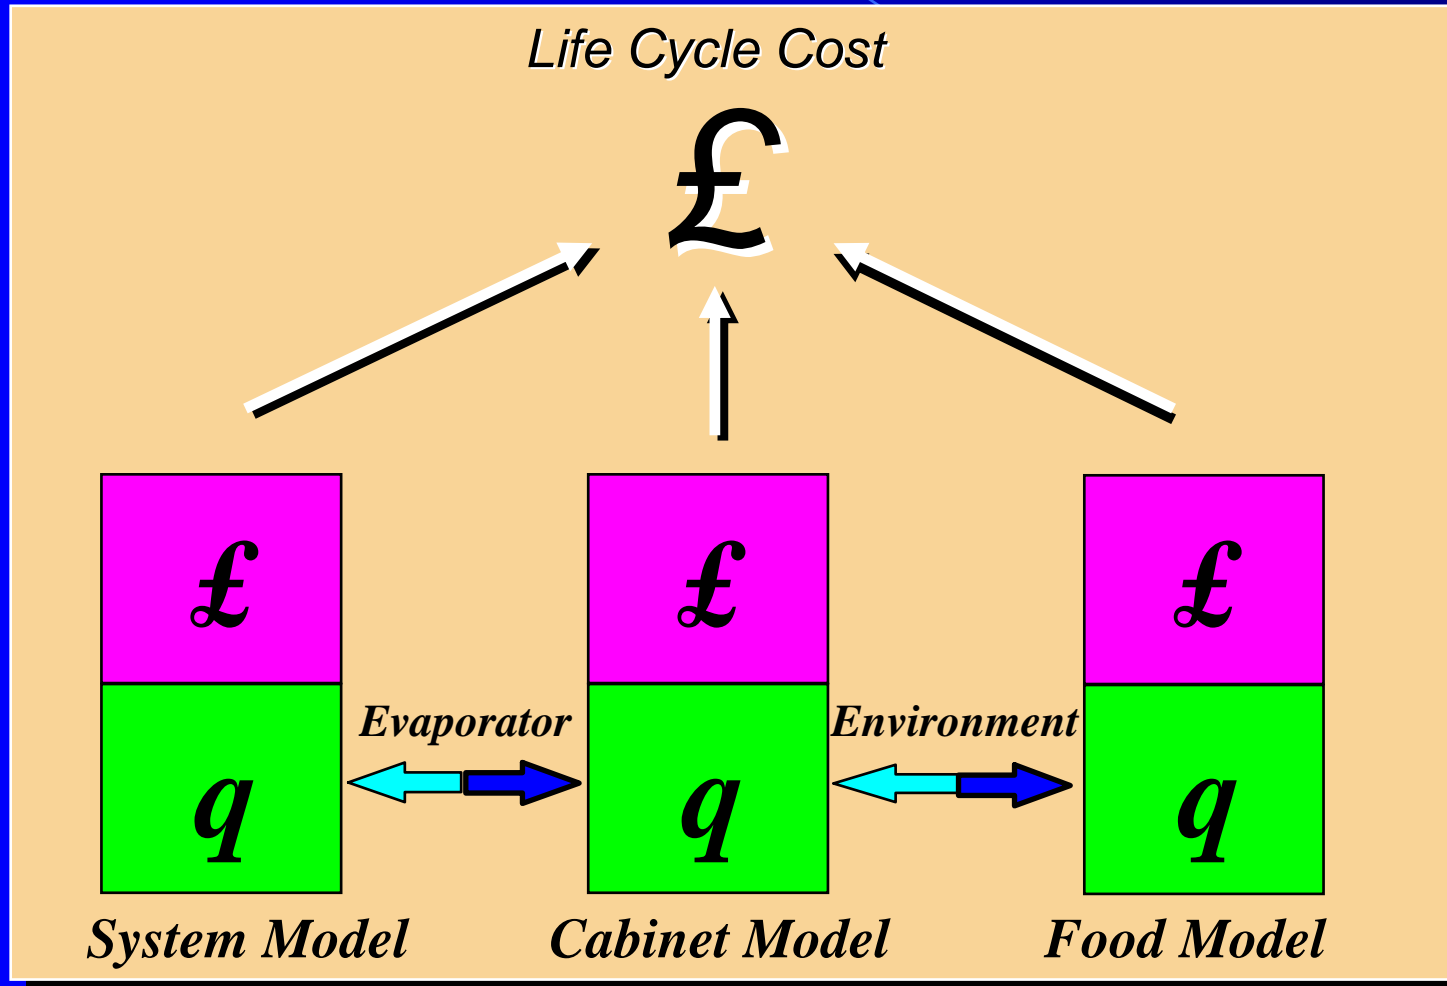 Life Cycle Cost
£
£ £ £
Evaporator Environment
q q q
System Model Cabinet Model Food Model